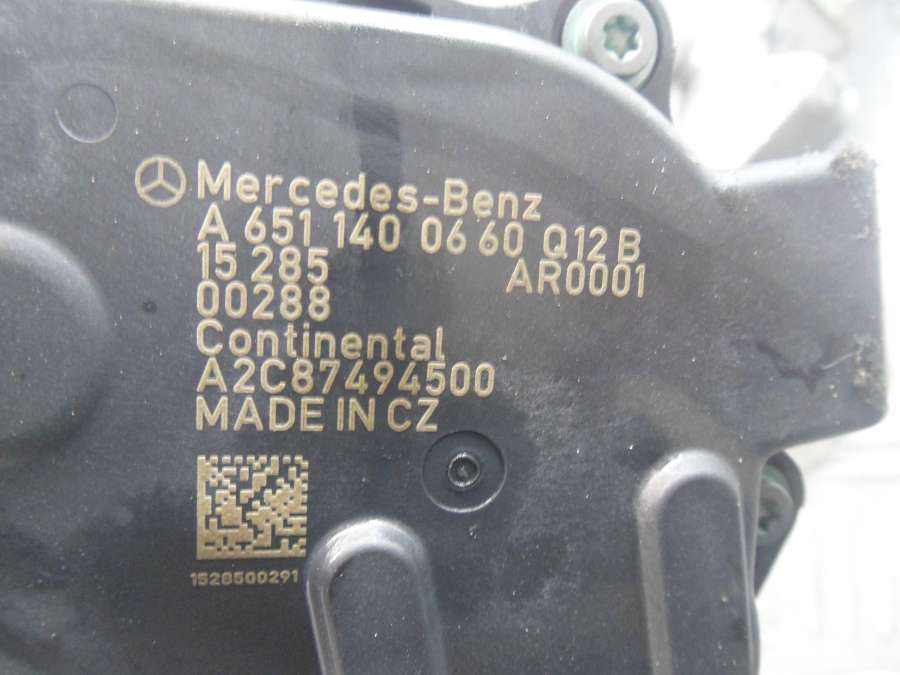 Mercedes-Benz
A 651 140 06 60 Q12 B
15 285 AR0001
00288
Continental
A2C87494500
MADE IN CZ
1528500291